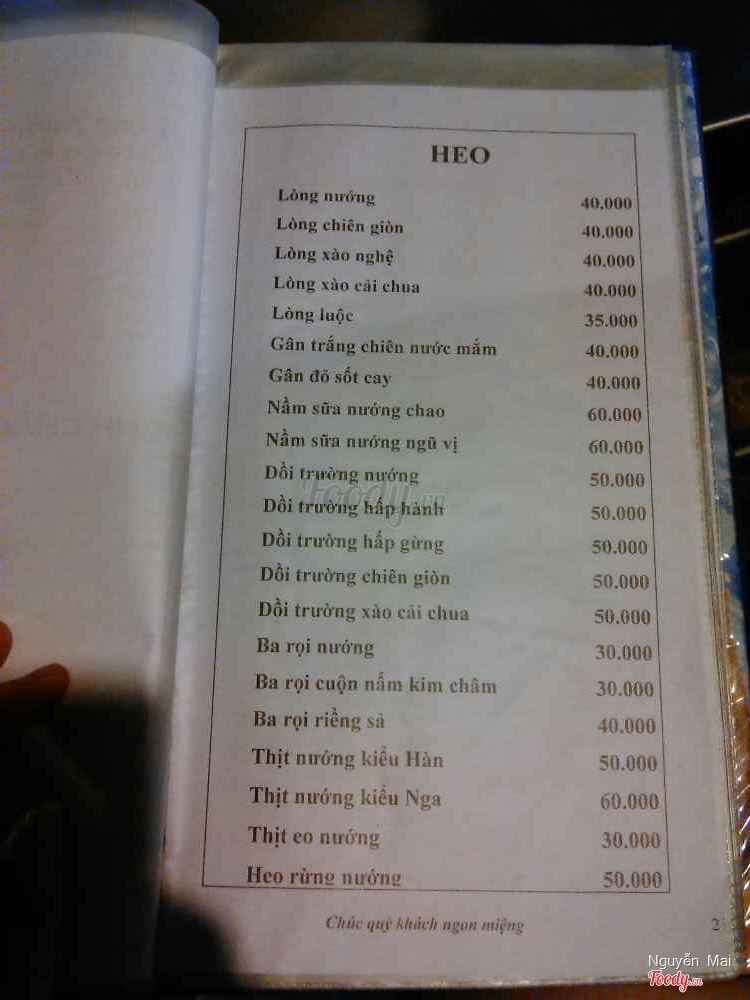 HEO
Lòng nướng 40.000
Lòng chiên giòn 40.000
Lòng xào nghệ 40.000
Lòng xào cải chua 40.000
Lòng luộc 35.000
Gân trắng chiên nước mắm 40.000
Gân đỏ sốt cay 40.000
Nầm sữa nướng chao 60.000
Nầm sữa nướng ngũ vị 60.000
Dồi trường nướng 50.000
Dồi trường hấp hành 50.000
Dồi trường hấp gừng 50.000
Dồi trường chiên giòn 50.000
Dồi trường xào cải chua 50.000
Ba rọi nướng 30.000
Ba rọi cuộn nấm kim châm 30.000
Ba rọi riềng sả 40.000
Thịt nướng kiểu Hàn 50.000
Thịt nướng kiểu Nga 60.000
Thịt eo nướng 30.000
Heo rừng nướng 50.000
Chúc quý khách ngon miệng 2
Foody.vn
Nguyễn Mai
Foody.vn